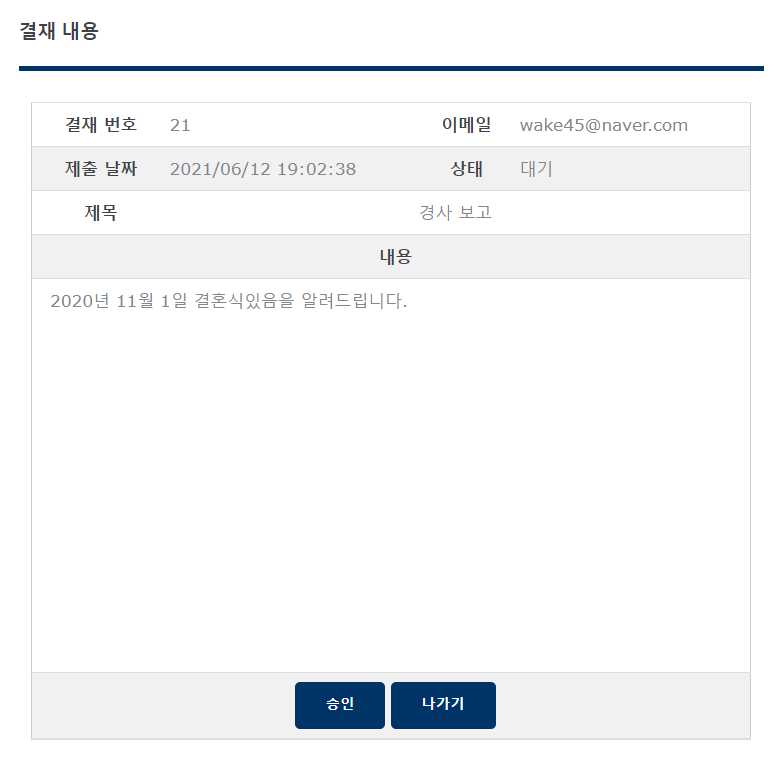 결재 내용
결재 번호 21 이메일 wake45@naver.com
제출 날짜 2021/06/12 19:02:38 상태 대기
제목 경사 보고
내용
2020년 11월 1일 결혼식있음을 알려드립니다.
승인 나가기